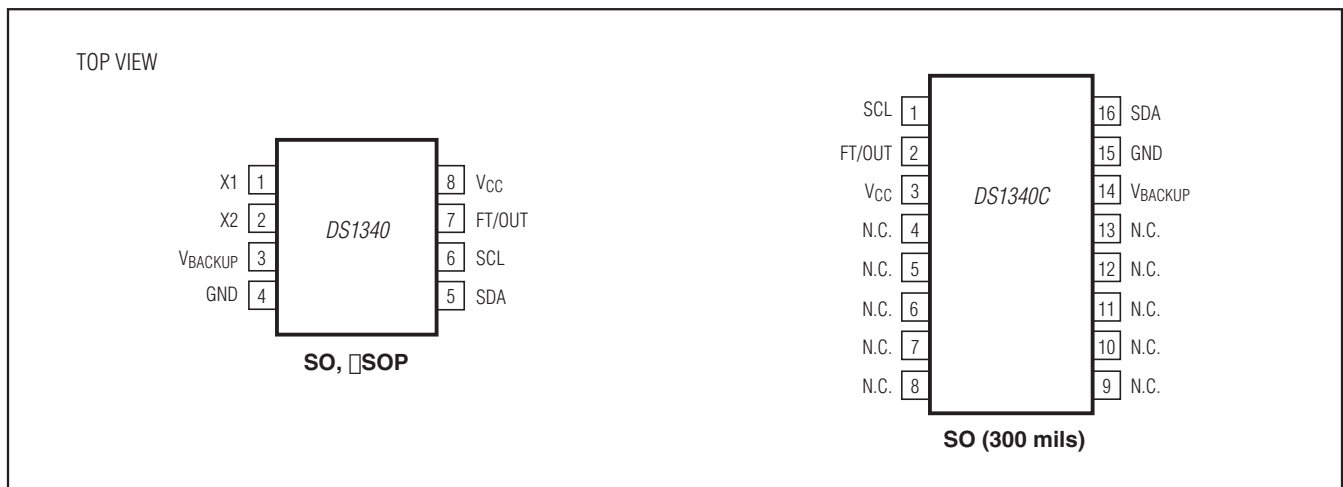 TOP VIEW
X1 1
X2 2
VBACKUP 3
GND 4
DS1340
8 VCC
7 FT/OUT
6 SCL
5 SDA
SO, □SOP
SCL 1
FT/OUT 2
VCC 3
N.C. 4
N.C. 5
N.C. 6
N.C. 7
N.C. 8
DS1340C
16 SDA
15 GND
14 VBACKUP
13 N.C.
12 N.C.
11 N.C.
10 N.C.
9 N.C.
SO (300 mils)